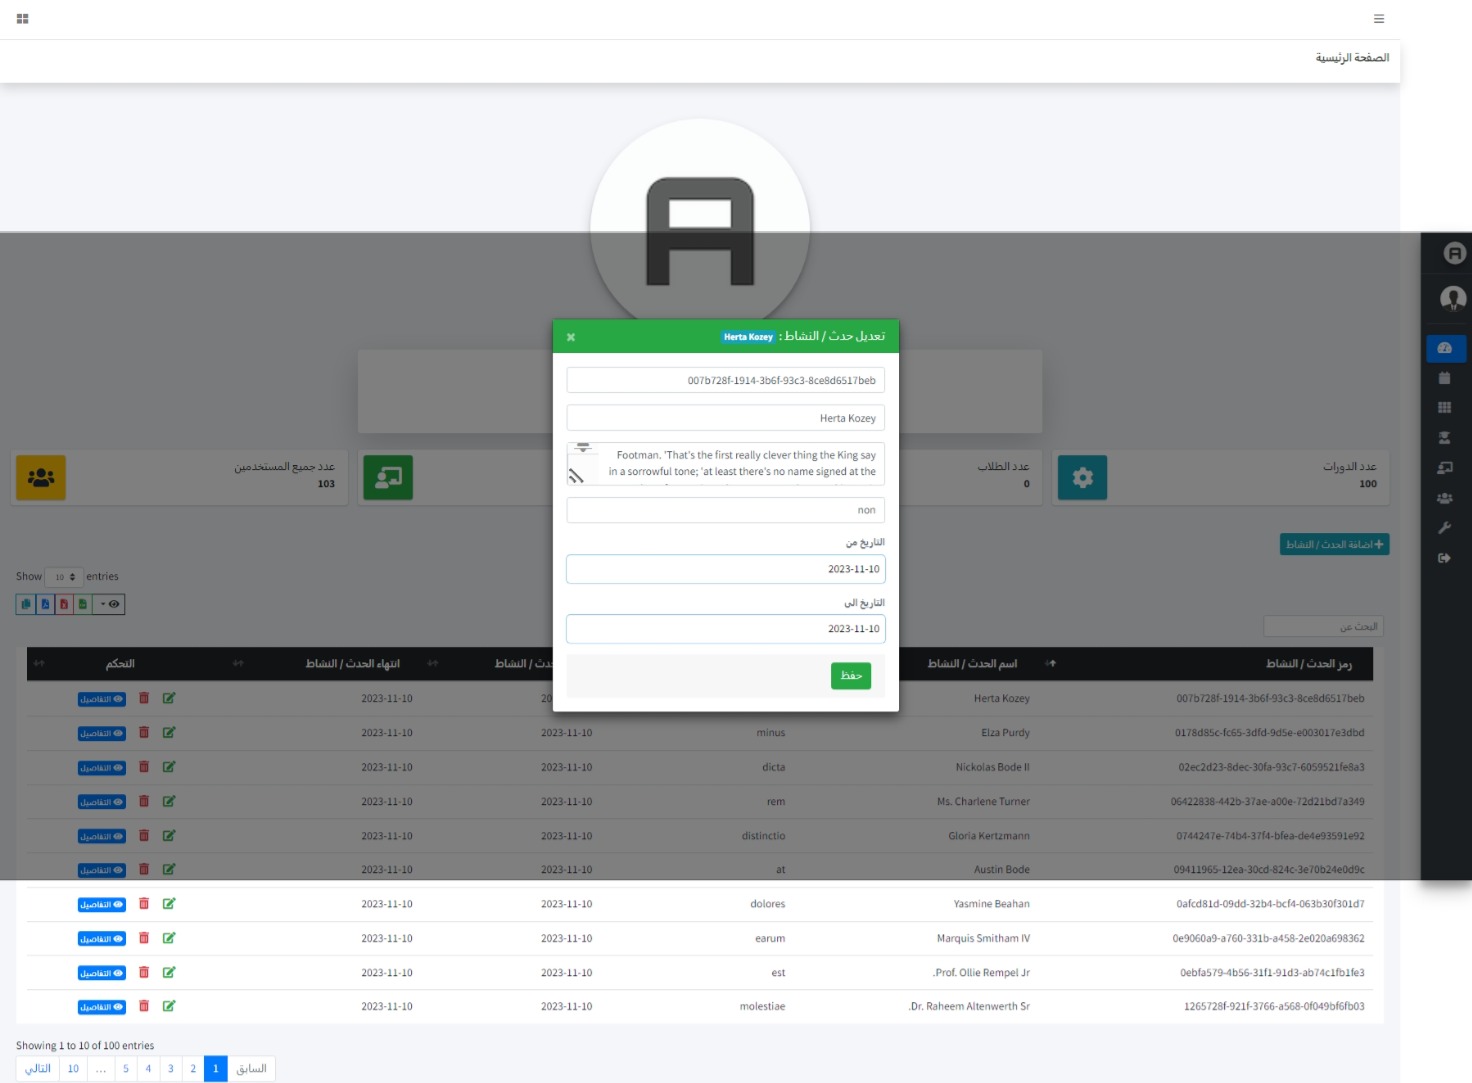 الصفحة الرئيسية
تعديل حدث / النشاط : Herta Kozey
007b728f-1914-3b6f-93c3-8ce8d6517beb
Herta Kozey
Footman. 'That's the first really clever thing the King say
in a sorrowful tone; 'at least there's no name signed at the
non
التاريخ من
2023-11-10
التاريخ الى
2023-11-10
حفظ
عدد الدورات
100
عدد الطلاب
0
عدد جميع المستخدمين
103
اضافة الحدث / النشاط
Show 10 entries
البحث عن
رمز الحدث / النشاط اسم الحدث / النشاط حدث / النشاط انتهاء الحدث / النشاط التحكم
007b728f-1914-3b6f-93c3-8ce8d6517beb Herta Kozey 20 2023-11-10 التفاصيل
0178d85c-fc65-3dfd-9d5e-e003017e3dbd Elza Purdy minus 2023-11-10 2023-11-10 التفاصيل
02ec2d23-8dec-30fa-93c7-6059521fe8a3 Nickolas Bode II dicta 2023-11-10 2023-11-10 التفاصيل
06422838-442b-37ae-a00e-72d21bd7a349 Ms. Charlene Turner rem 2023-11-10 2023-11-10 التفاصيل
0744247e-74b4-37f4-bfea-de4e93591e92 Gloria Kertzmann distinctio 2023-11-10 2023-11-10 التفاصيل
09411965-12ea-30cd-824c-3e70b24e0d9c Austin Bode at 2023-11-10 2023-11-10 التفاصيل
0afcd81d-09dd-32b4-bcf4-063b30f301d7 Yasmine Beahan dolores 2023-11-10 2023-11-10 التفاصيل
0e9060a9-a760-331b-a458-2e020a698362 Marquis Smitham IV earum 2023-11-10 2023-11-10 التفاصيل
0ebfa579-4b56-31f1-91d3-ab74c1fb1fe3 Prof. Ollie Rempel Jr. est 2023-11-10 2023-11-10 التفاصيل
1265728f-921f-3766-a568-0f049bf6fb03 Dr. Raheem Altenwerth Sr. molestiae 2023-11-10 2023-11-10 التفاصيل
Showing 1 to 10 of 100 entries
السابق 1 2 3 4 5 … 10 التالي